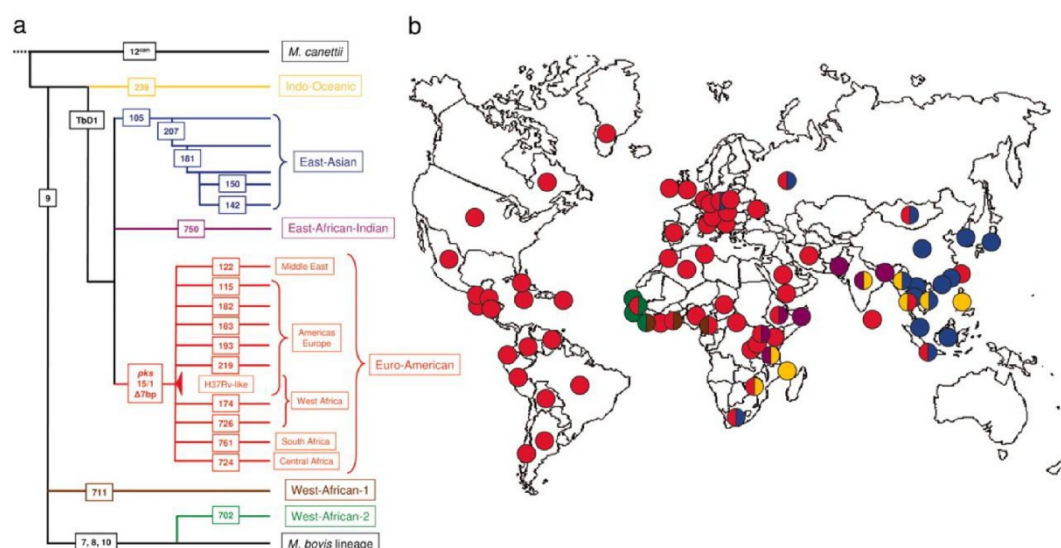 a
b
12can
M. canettii
239
Indo-Oceanic
TbD1
105
207
181
150
142
East-Asian
9
750
East-African-Indian
122
Middle East
115
182
183
193
219
H37Rv-like
Americas
Europe
174
726
West Africa
761
South Africa
724
Central Africa
pks
15/1
Δ7bp
Euro-American
711
West-African-1
702
West-African-2
7, 8, 10
M. bovis lineage